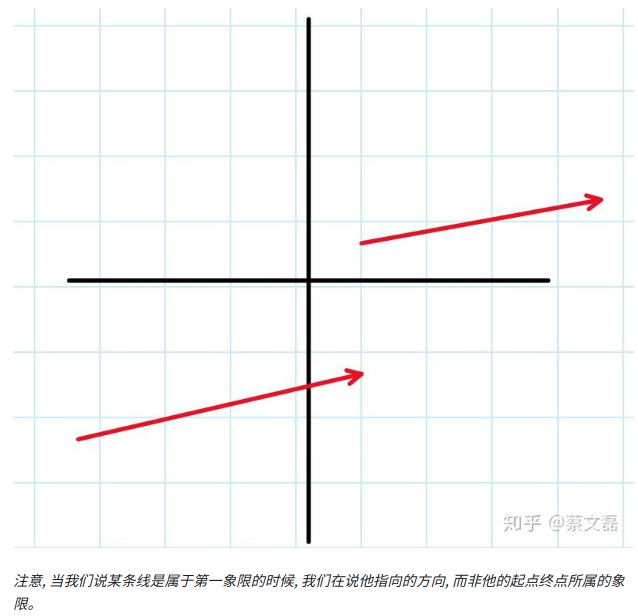 知乎 @蔡文磊
注意, 当我们说某条线是属于第一象限的时候, 我们在说他指向的方向, 而非他的起点终点所属的象
限。